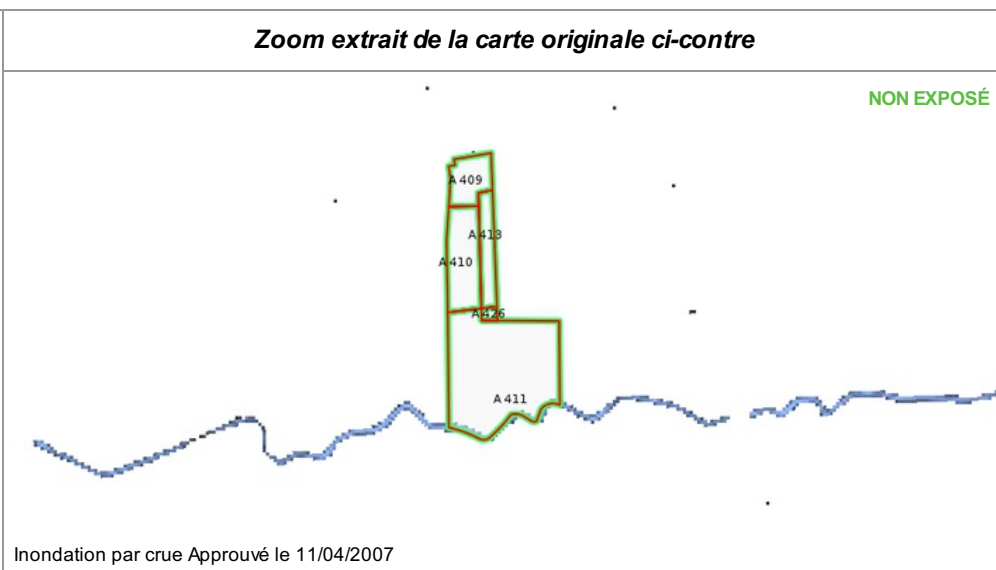 Zoom extrait de la carte originale ci-contre
NON EXPOSÉ
A 409
A 413
A 410
A 426
A 411
Inondation par crue Approuvé le 11/04/2007